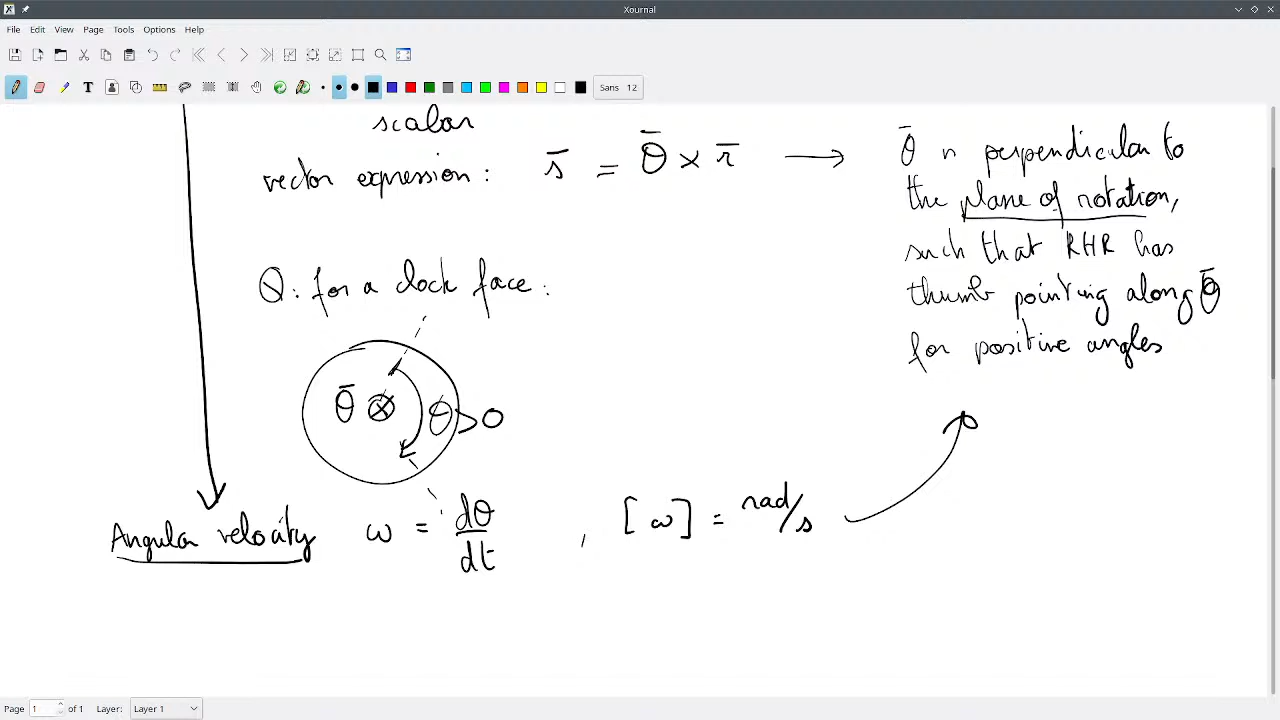 Xournal
File Edit View Page Tools Options Help
Sans 12
scalar
vector expression : s̄ = θ̄ × r̄ → θ̄ is perpendicular to
the plane of rotation,
such that RHR has
thumb pointing along θ̄
for positive angles
Q: for a clock face :
θ̄ ⊗ θ > 0
Angular velocity ω = dθ/dt , [ω] = rad/s
Page 1 of 1 Layer: Layer 1